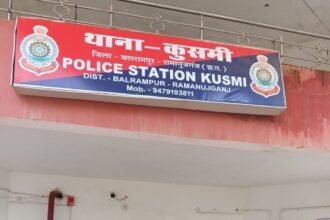 थाना - कुसमी
जिला - बलरामपुर - रामानुजगंज (छ.ग.)
POLICE STATION KUSMI
DIST. - BALRAMPUR - RAMANUJGANJ
Mob. - 9479193811